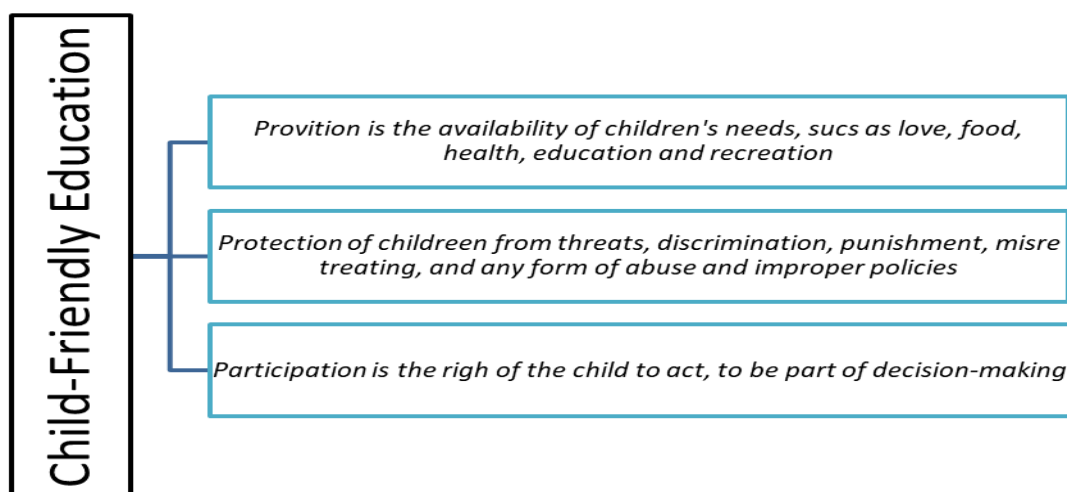 Child-Friendly Education
Provition is the availability of children's needs, sucs as love, food,
health, education and recreation
Protection of childreen from threats, discrimination, punishment, misre
treating, and any form of abuse and improper policies
Participation is the righ of the child to act, to be part of decision-making